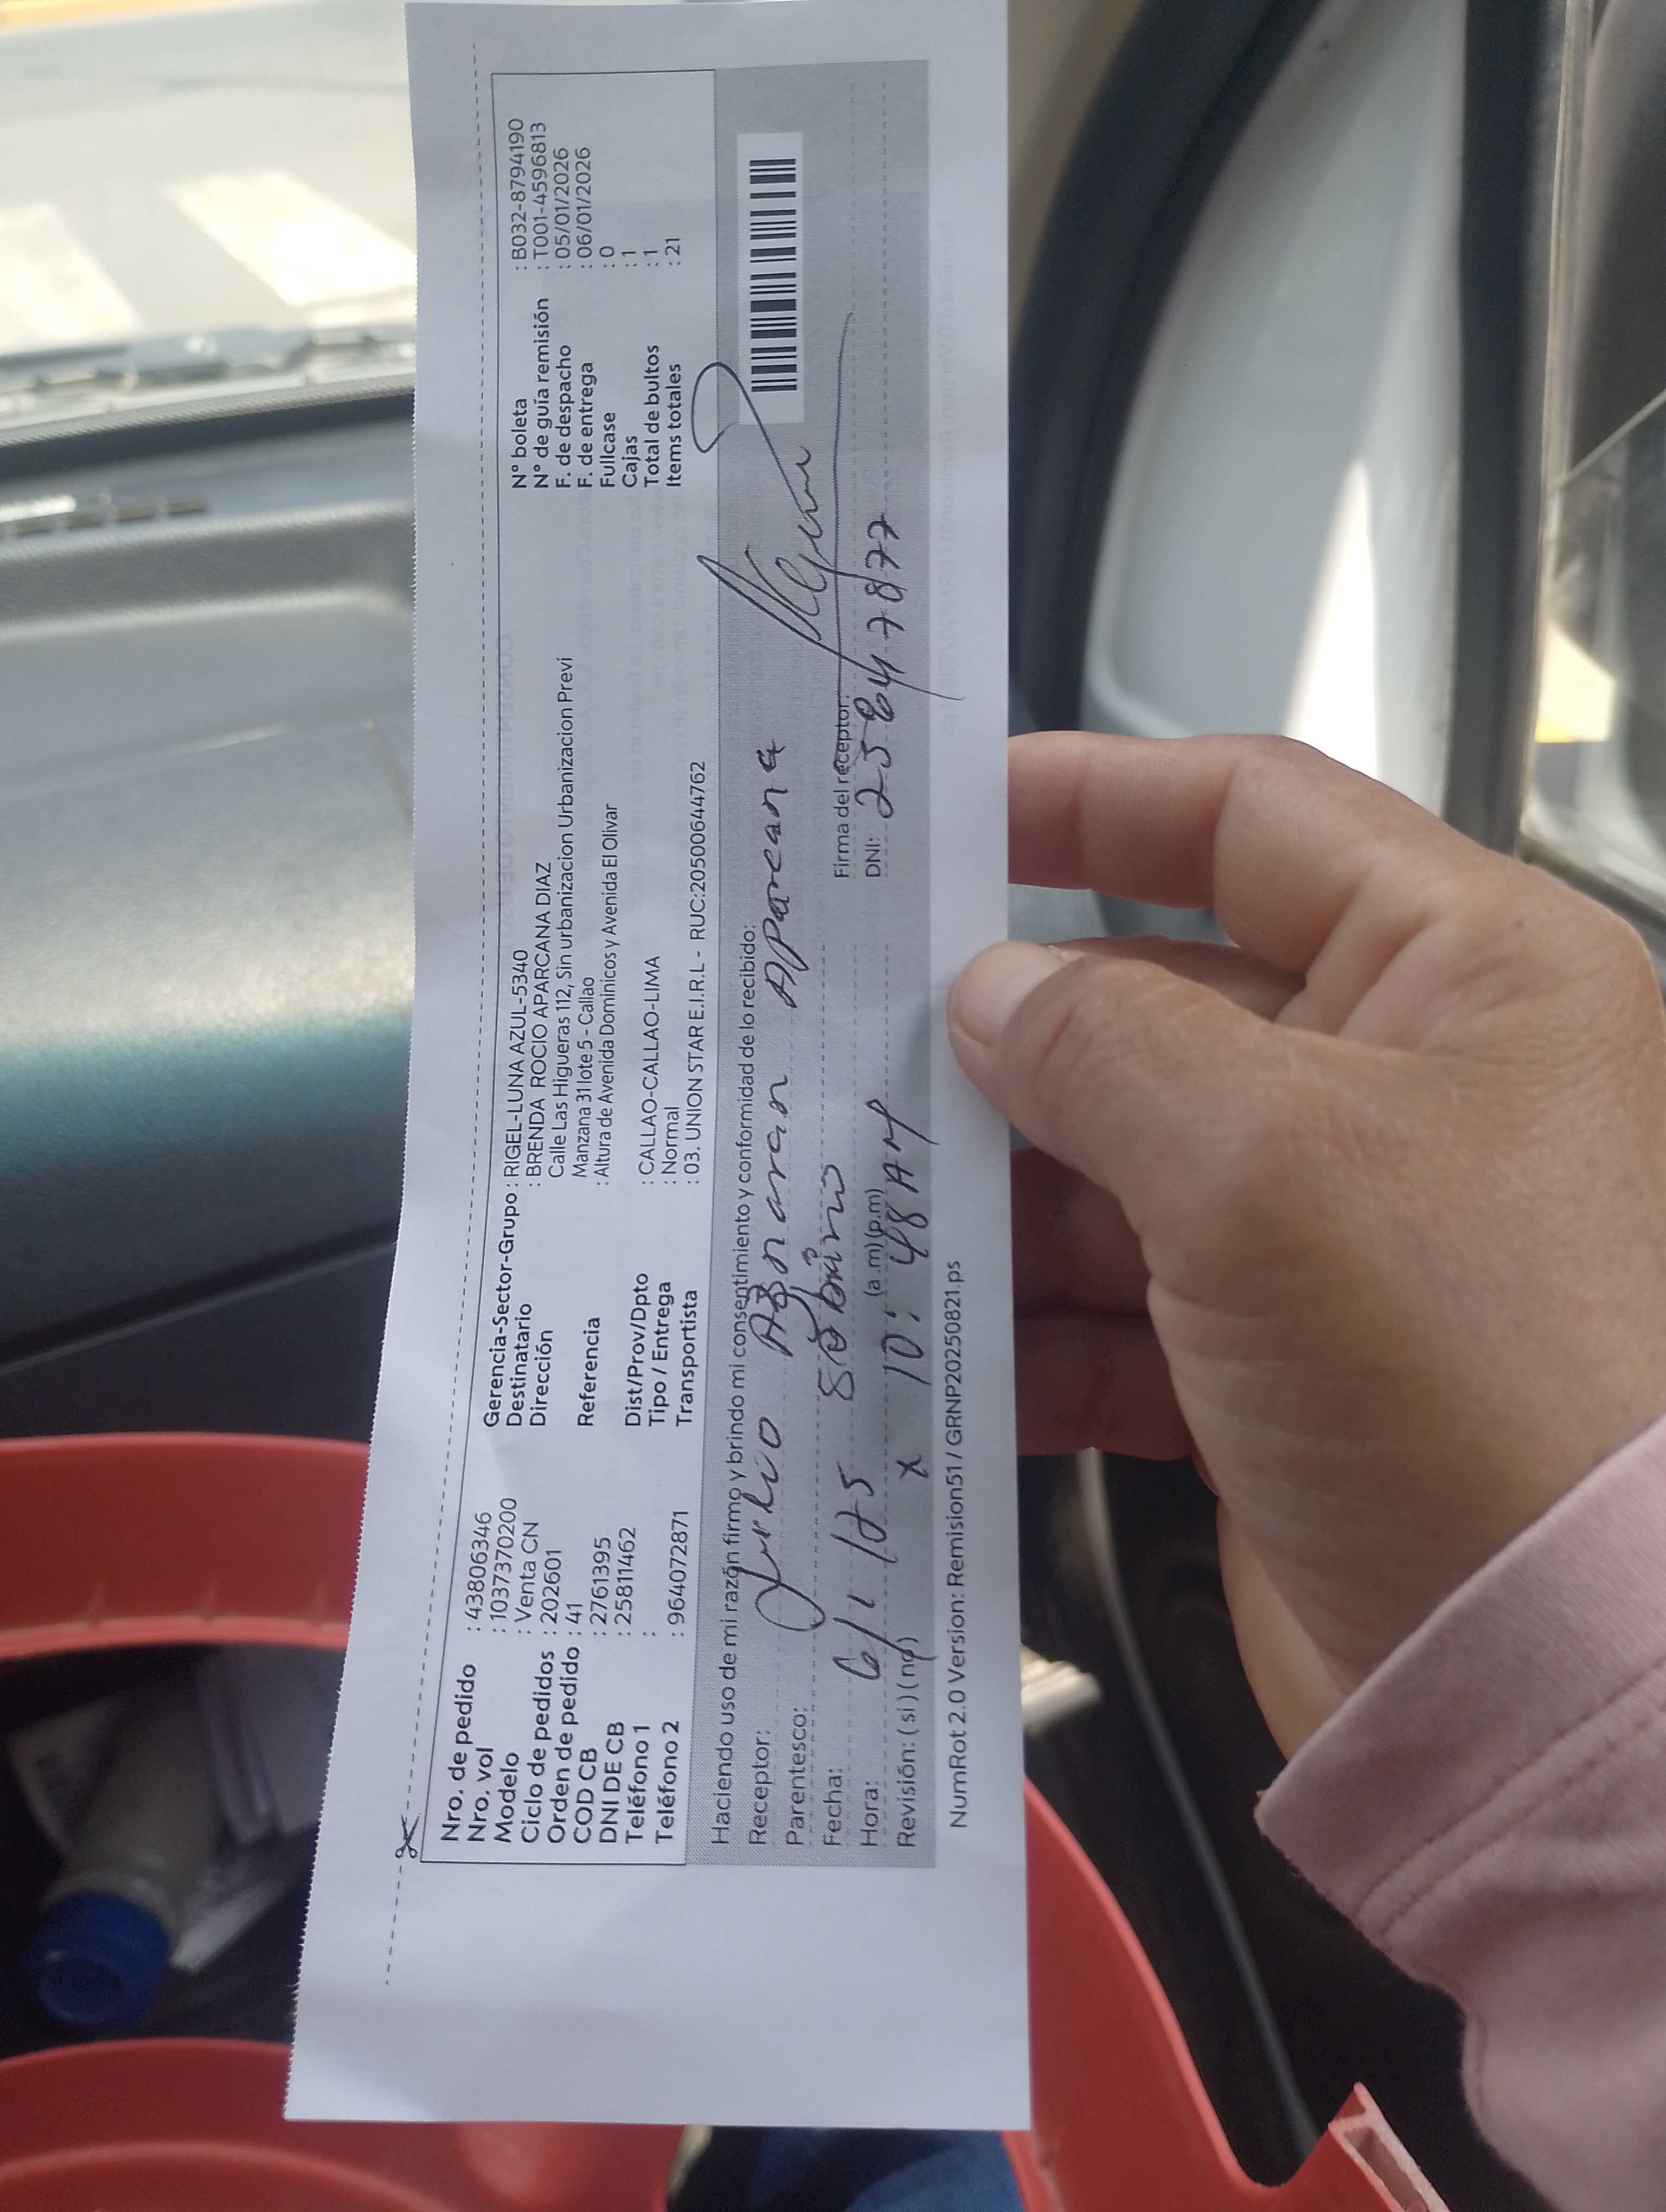 Nro. de pedido : 43806346
Nro. vol : 1037370200
Modelo : Venta CN
Ciclo de pedidos : 202601
Orden de pedido : 41
COD CB : 2761395
DNI DE CB : 25811462
Teléfono 1 :
Teléfono 2 : 964072871
Gerencia-Sector-Grupo : RIGEL-LUNA AZUL-5340
Destinatario : BRENDA ROCIO APARCANA DIAZ
Dirección Calle Las Higueras 112, Sin urbanizacion Urbanizacion Previ
Manzana 31 lote 5 - Callao
Referencia : Altura de Avenida Dominicos y Avenida El Olivar
Dist/Prov/Dpto : CALLAO-CALLAO-LIMA
Tipo / Entrega : Normal
Transportista : 03. UNION STAR E.I.R.L - RUC:20500644762
N° boleta : B032-8794190
N° de guía remisión : T001-4596813
F. de despacho : 05/01/2026
F. de entrega : 06/01/2026
Fullcase : 0
Cajas : 1
Total de bultos : 1
Items totales : 21
Haciendo uso de mi razón firmo y brindo mi consentimiento y conformidad de lo recibido:
Receptor: Julio Aparcana
Parentesco: Sobrino
Fecha: 6/1/25
Hora: 10:48 AM (a.m) (p.m)
Revisión: (si) (no) x
Firma del receptor:
DNI:
NumRot 2.0 Version: Remision51 / GRNP20250821.ps